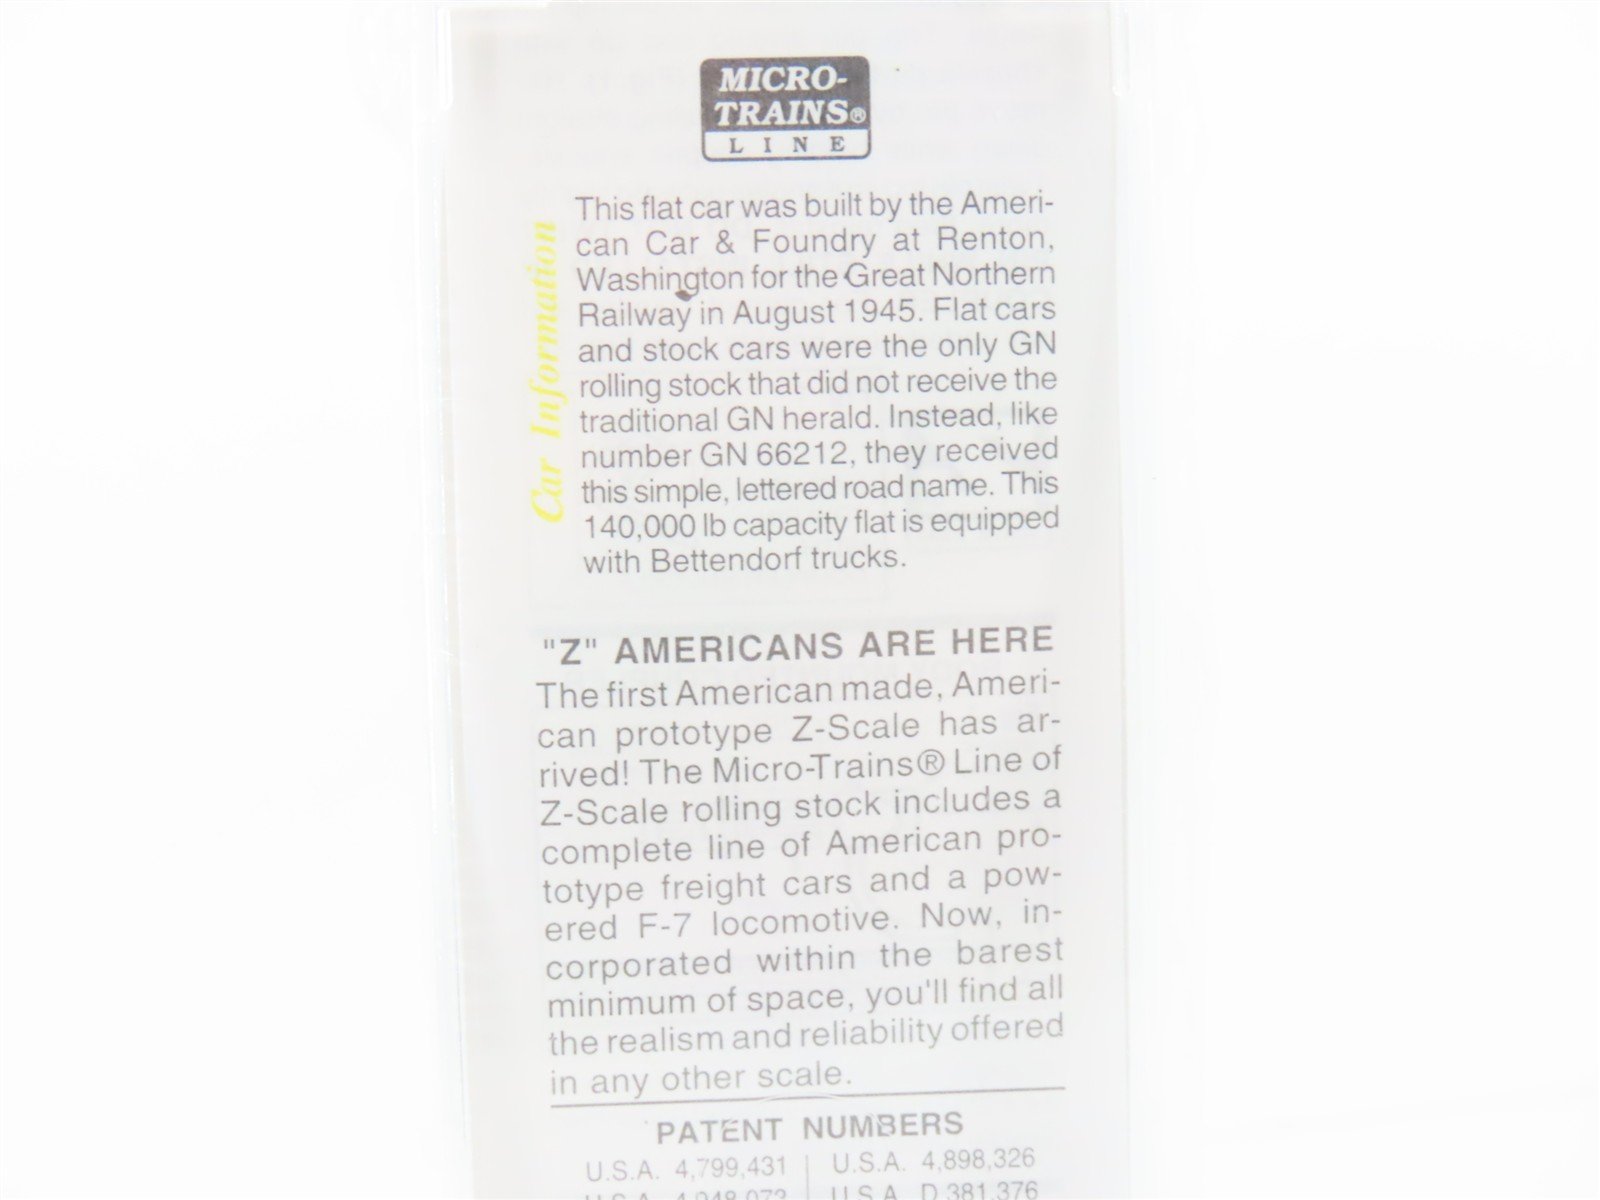 MICRO-
TRAINS®
LINE
Car Information
This flat car was built by the Ameri-
can Car & Foundry at Renton,
Washington for the Great Northern
Railway in August 1945. Flat cars
and stock cars were the only GN
rolling stock that did not receive the
traditional GN herald. Instead, like
number GN 66212, they received
this simple, lettered road name. This
140,000 lb capacity flat is equipped
with Bettendorf trucks.
"Z" AMERICANS ARE HERE
The first American made, Ameri-
can prototype Z-Scale has ar-
rived! The Micro-Trains® Line of
Z-Scale rolling stock includes a
complete line of American pro-
totype freight cars and a pow-
ered F-7 locomotive. Now, in-
corporated within the barest
minimum of space, you'll find all
the realism and reliability offered
in any other scale.
PATENT NUMBERS
U.S.A. 4,799,431 | U.S.A. 4,898,326
U.S.A. 4,948,073 | U.S.A. D.381,376